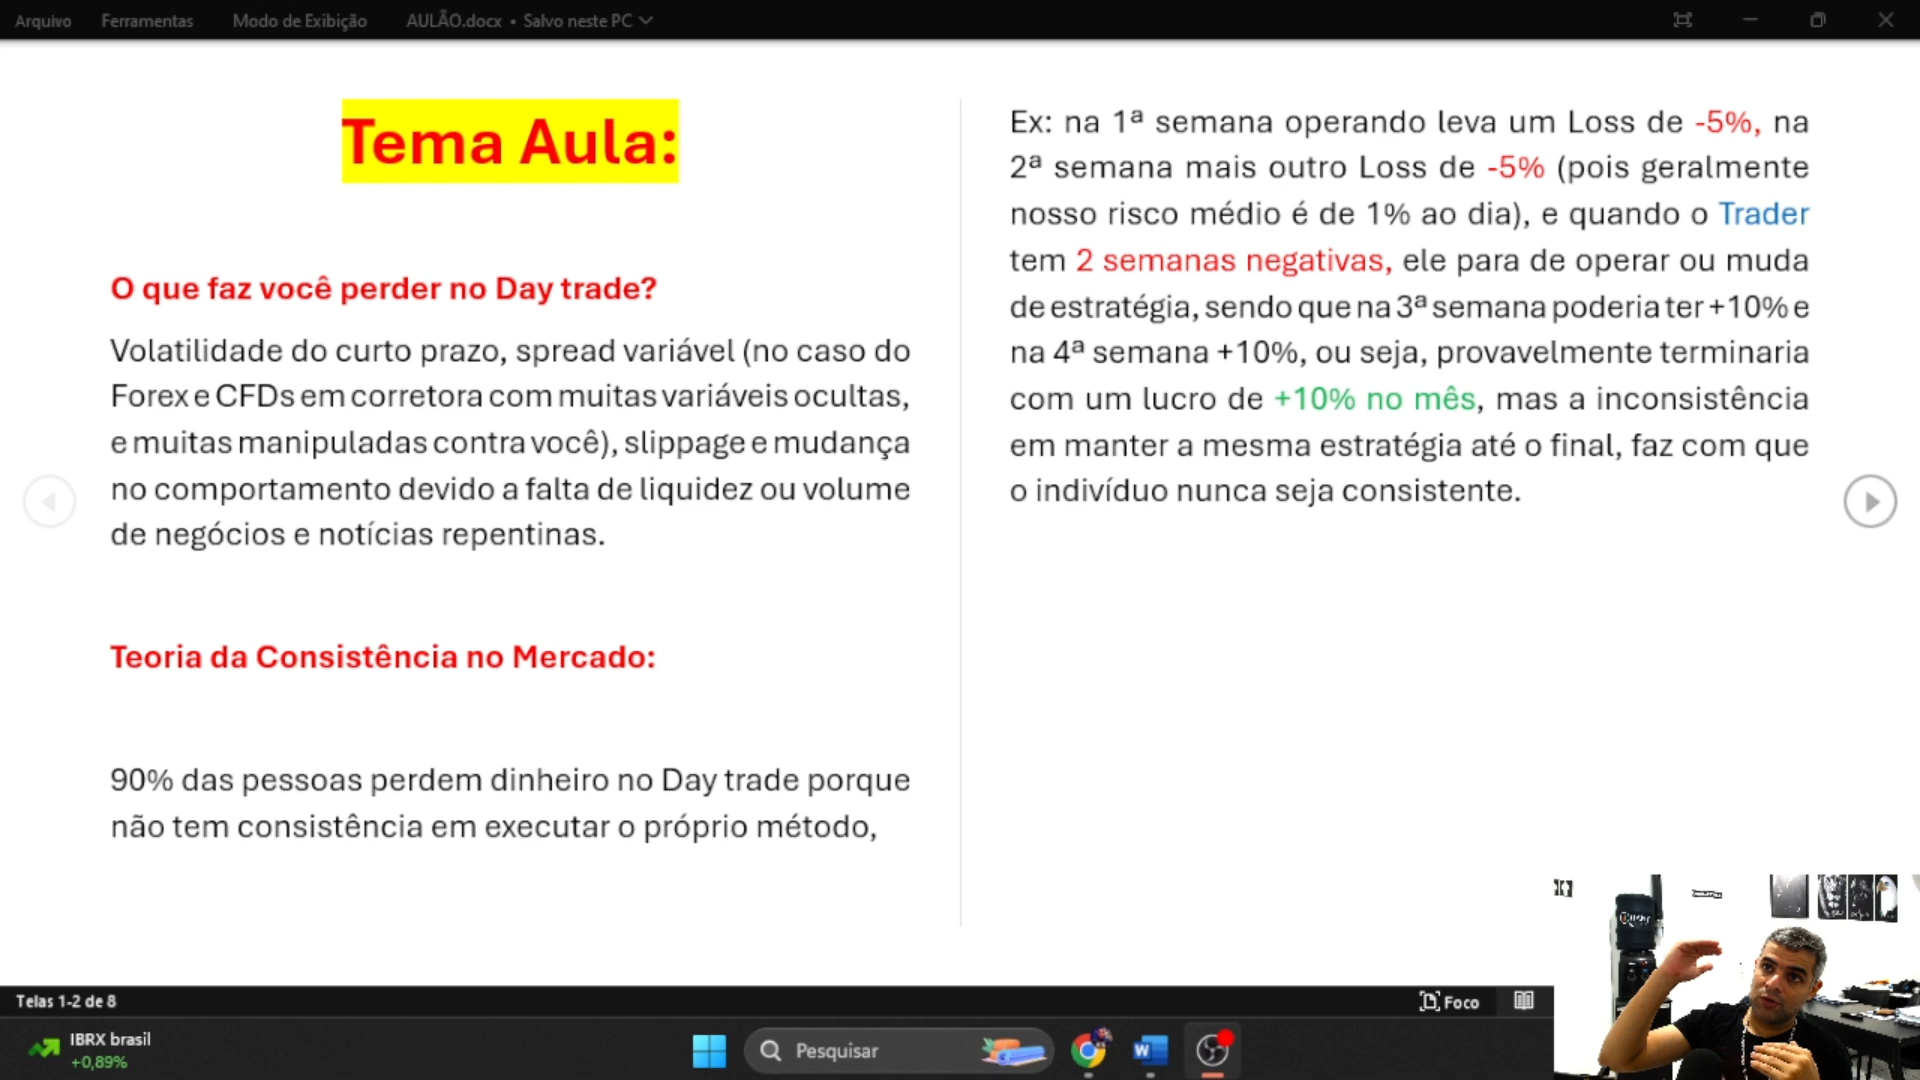 Arquivo Ferramentas Modo de Exibição AULÃO.docx • Salvo neste PC
Tema Aula:
O que faz você perder no Day trade?
Volatilidade do curto prazo, spread variável (no caso do
Forex e CFDs em corretora com muitas variáveis ocultas,
e muitas manipuladas contra você), slippage e mudança
no comportamento devido a falta de liquidez ou volume
de negócios e notícias repentinas.
Teoria da Consistência no Mercado:
90% das pessoas perdem dinheiro no Day trade porque
não tem consistência em executar o próprio método,
Ex: na 1ª semana operando leva um Loss de -5%, na
2ª semana mais outro Loss de -5% (pois geralmente
nosso risco médio é de 1% ao dia), e quando o Trader
tem 2 semanas negativas, ele para de operar ou muda
de estratégia, sendo que na 3ª semana poderia ter +10% e
na 4ª semana +10%, ou seja, provavelmente terminaria
com um lucro de +10% no mês, mas a inconsistência
em manter a mesma estratégia até o final, faz com que
o indivíduo nunca seja consistente.
Telas 1-2 de 8
Foco
IBRX brasil
+0,89%
Pesquisar